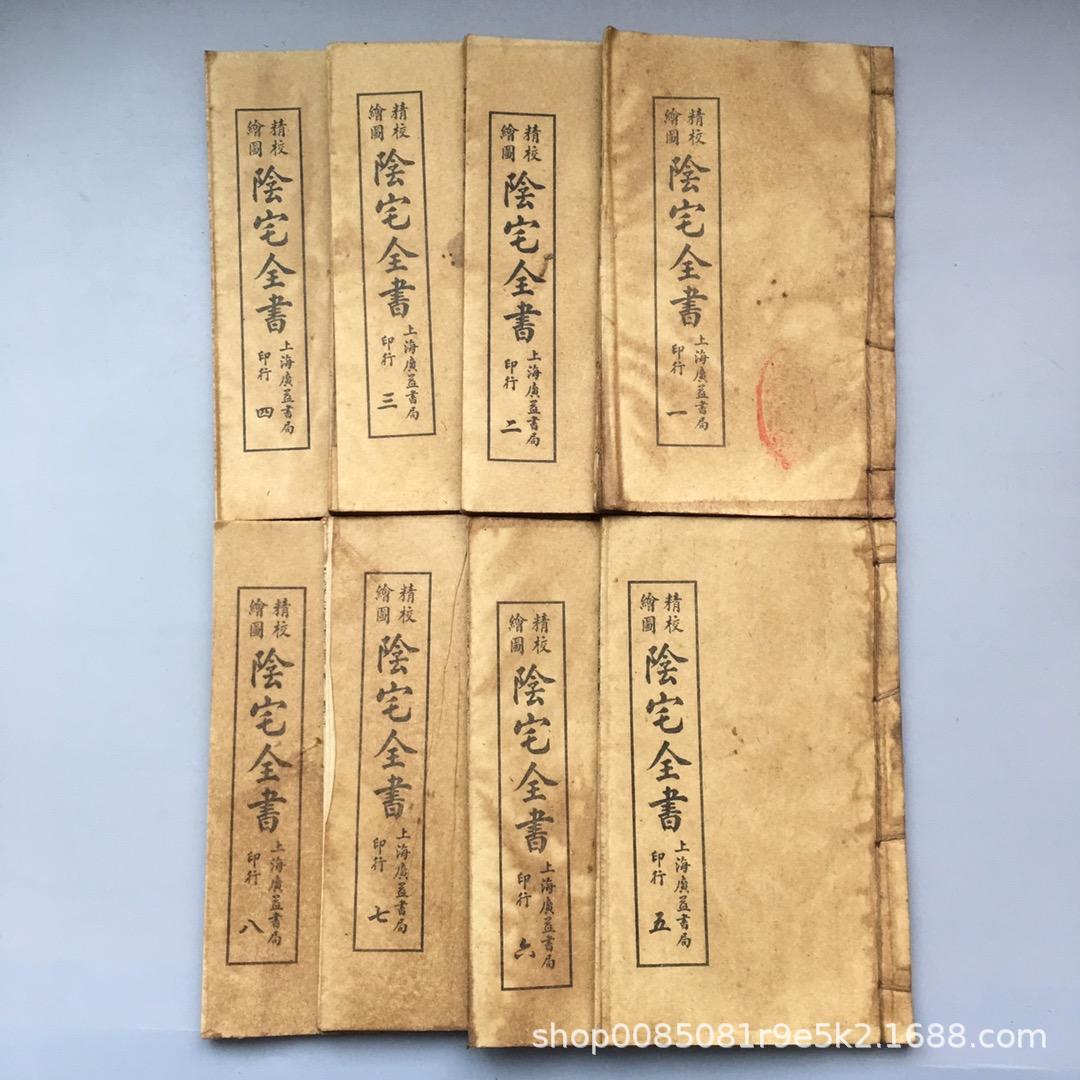 精校
繪圖
陰宅全書
上海廣益書局
印行
一
精校
繪圖
陰宅全書
上海廣益書局
印行
二
精校
繪圖
陰宅全書
上海廣益書局
印行
三
精校
繪圖
陰宅全書
上海廣益書局
印行
四
精校
繪圖
陰宅全書
上海廣益書局
印行
五
精校
繪圖
陰宅全書
上海廣益書局
印行
六
精校
繪圖
陰宅全書
上海廣益書局
印行
七
精校
繪圖
陰宅全書
上海廣益書局
印行
八
shop0085081r9e5k2.1688.com